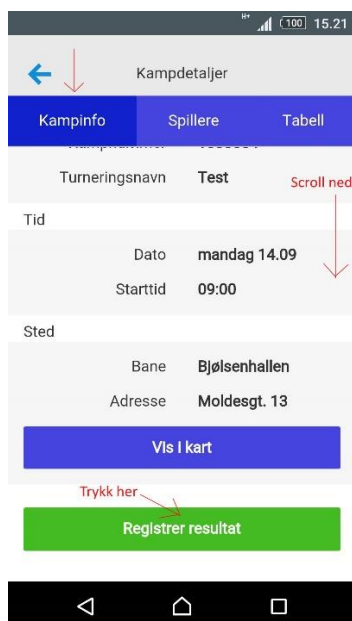 H+ 100 15.21
Kampdetaljer
Kampinfo Spillere Tabell
Turneringsnavn Test
Scroll ned
Tid
Dato mandag 14.09
Starttid 09:00
Sted
Bane Bjølsenhallen
Adresse Moldesgt. 13
Vis i kart
Trykk her
Registrer resultat